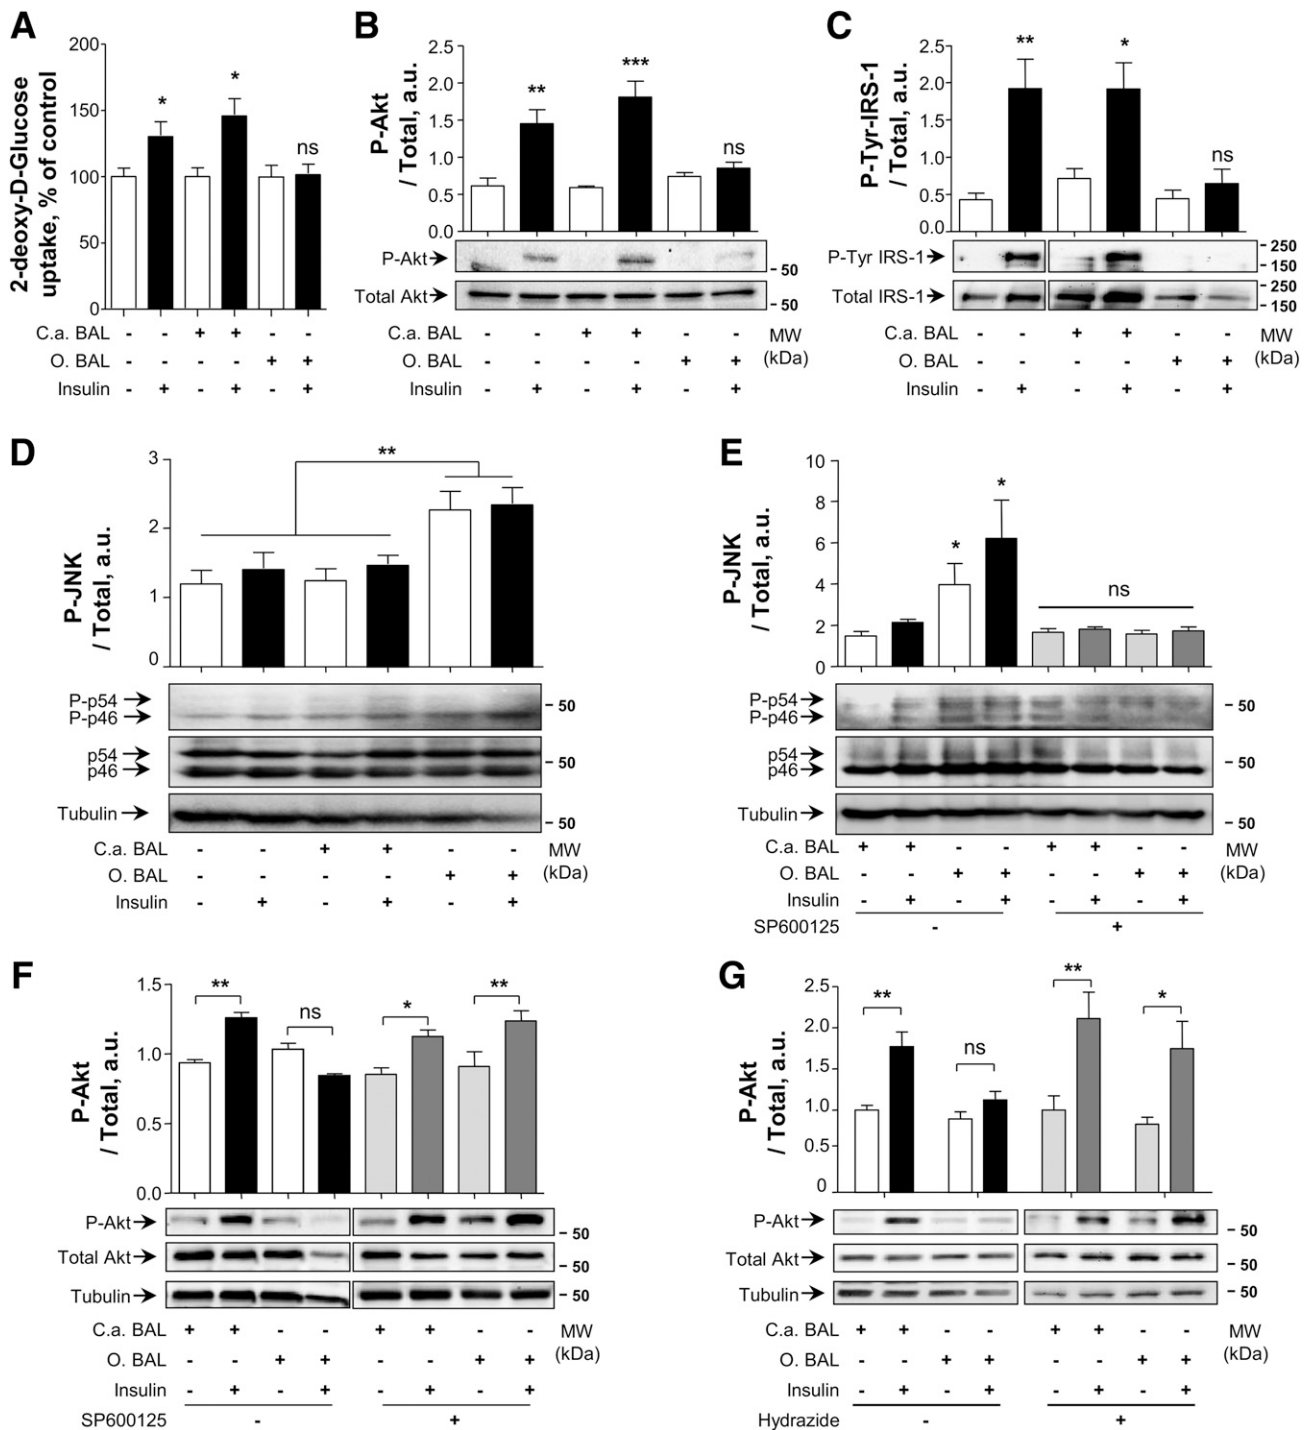 A
2-deoxy-D-Glucose
uptake, % of control
200
150
100
50
0
* * ns
C.a. BAL - - + + - -
O. BAL - - - - + +
Insulin - + - + - +
B
P-Akt
/ Total, a.u.
2.5
2.0
1.5
1.0
0.5
0.0
** *** ns
P-Akt - 50
Total Akt - 50
- - + + - - MW
- - - - + + (kDa)
- + - + - +
C
P-Tyr-IRS-1
/ Total, a.u.
2.5
2.0
1.5
1.0
0.5
0.0
** * ns
P-Tyr IRS-1 - 250
- 150
Total IRS-1 - 250
- 150
- - + + - - MW
- - - - + + (kDa)
- + - + - +
D
P-JNK
/ Total, a.u.
3
2
1
0
**
P-p54 - 50
P-p46
p54 - 50
p46
Tubulin - 50
C.a. BAL - - + + - - MW
O. BAL - - - - + + (kDa)
Insulin - + - + - +
E
P-JNK
/ Total, a.u.
10
8
6
4
2
0
* * ns
P-p54 - 50
P-p46
p54 - 50
p46
Tubulin - 50
C.a. BAL + + - - + + - - MW
O. BAL - - + + - - + + (kDa)
Insulin - + - + - + - +
SP600125 - +
F
P-Akt
/ Total, a.u.
1.5
1.0
0.5
0.0
** ns * **
P-Akt - 50
Total Akt - 50
Tubulin - 50
C.a. BAL + + - - + + - - MW
O. BAL - - + + - - + + (kDa)
Insulin - + - + - + - +
SP600125 - +
G
P-Akt
/ Total, a.u.
2.5
2.0
1.5
1.0
0.5
0
** ns ** *
P-Akt - 50
Total Akt - 50
Tubulin - 50
C.a. BAL + + - - + + - - MW
O. BAL - - + + - - + + (kDa)
Insulin - + - + - + - +
Hydrazide - +